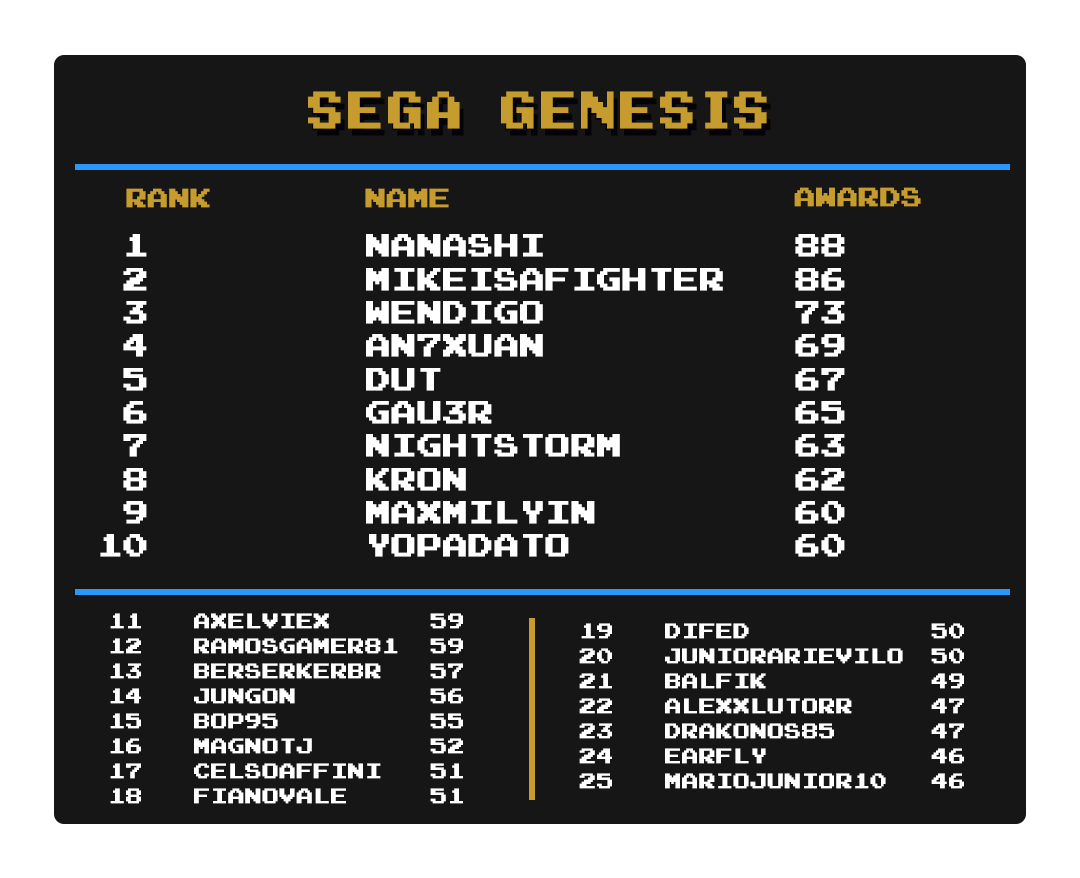 SEGA GENESIS
RANK NAME AWARDS
1 NANASHI 88
2 MIKEISAFIGHTER 86
3 WENDIGO 73
4 AN7XUAN 69
5 DUT 67
6 GAU3R 65
7 NIGHTSTORM 63
8 KRON 62
9 MAXMILYIN 60
10 YOPADATO 60
11 AXELVIEX 59
12 RAMOSGAMER81 59
13 BERSERKERBR 57
14 JUNGON 56
15 BOP95 55
16 MAGNOTJ 52
17 CELSOAFFINI 51
18 FIANOVALE 51
19 DIFED 50
20 JUNIORARIEVILO 50
21 BALFIK 49
22 ALEXXLUTORR 47
23 DRAKONOS85 47
24 EARFLY 46
25 MARIOJUNIOR10 46